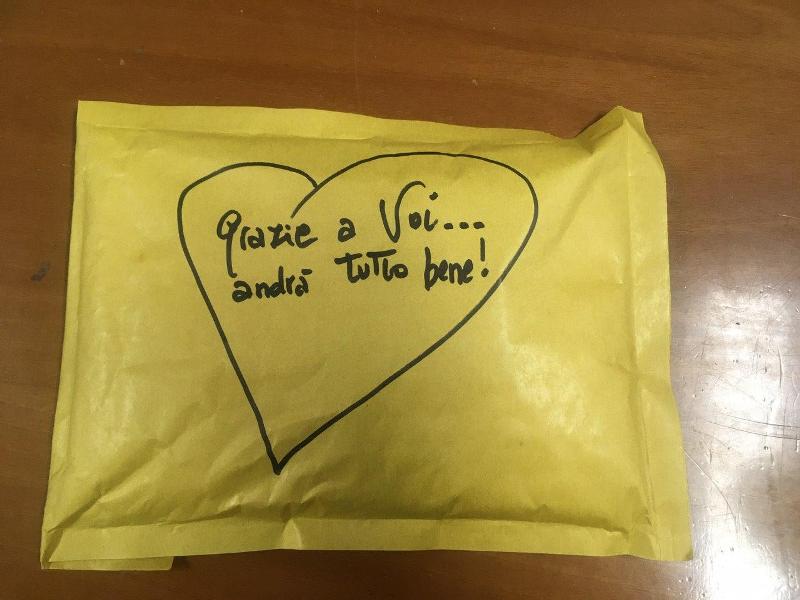 Grazie a Voi...
andrà tutto bene!